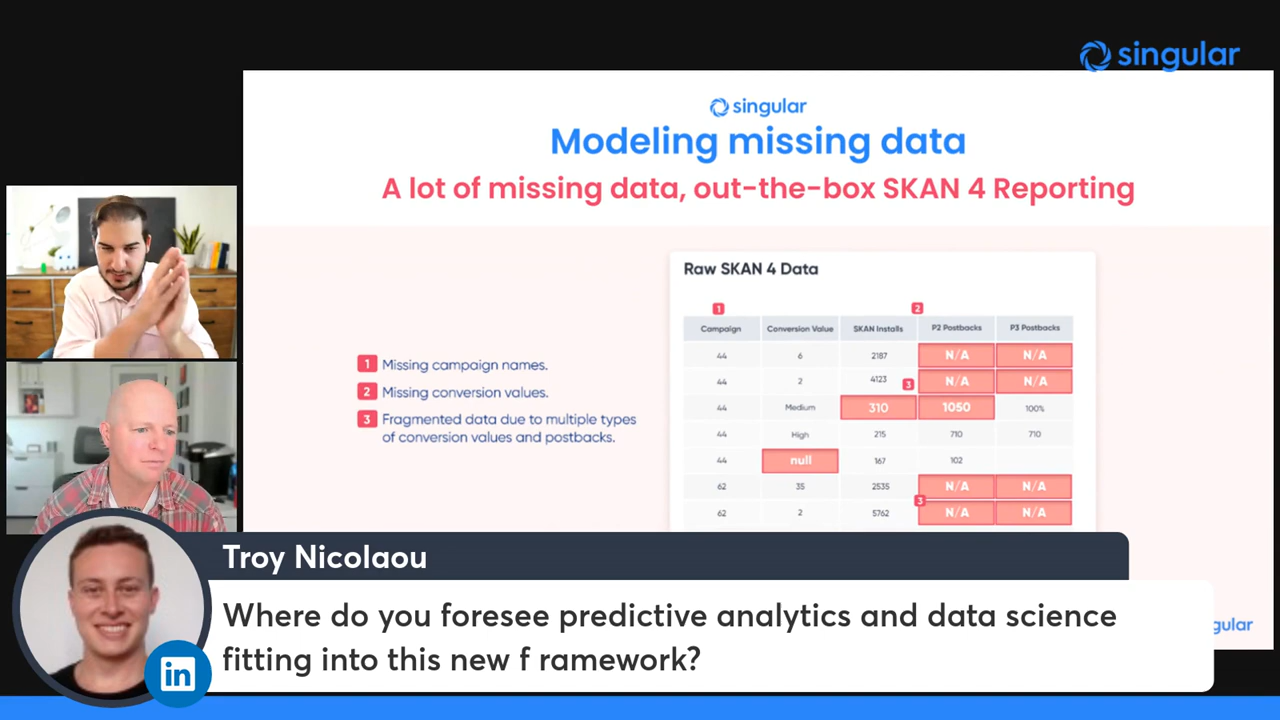 singular
singular
Modeling missing data
A lot of missing data, out-the-box SKAN 4 Reporting
1 Missing campaign names.
2 Missing conversion values.
3 Fragmented data due to multiple types
of conversion values and postbacks.
Raw SKAN 4 Data
1 2
Campaign Conversion Value SKAN Installs P2 Postbacks P3 Postbacks
44 6 2187 N/A N/A
44 2 4123 3 N/A N/A
44 Medium 310 1050 100%
44 High 215 710 710
44 null 167 102
62 35 2535 N/A N/A
3
62 2 5762 N/A N/A
Troy Nicolaou
Where do you foresee predictive analytics and data science
fitting into this new f ramework?
gular
in